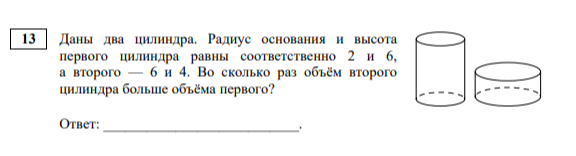 13 Даны два цилиндра. Радиус основания и высота
первого цилиндра равны соответственно 2 и 6,
а второго — 6 и 4. Во сколько раз объём второго
цилиндра больше объёма первого?
Ответ: ____________________________.